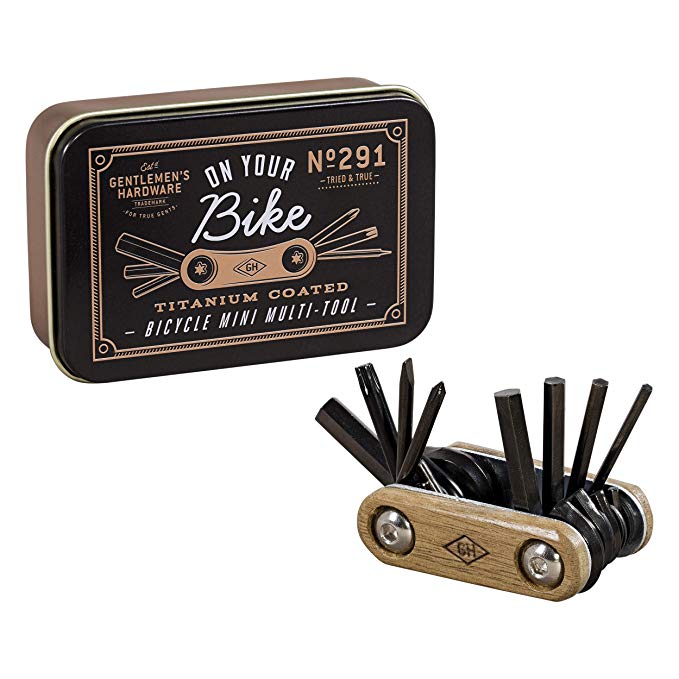 Est'd
GENTLEMEN'S
HARDWARE
TRADEMARK
FOR TRUE GENTS
ON YOUR
Bike
Nº291
TRIED & TRUE
GH
TITANIUM COATED
BICYCLE MINI MULTI-TOOL
GH